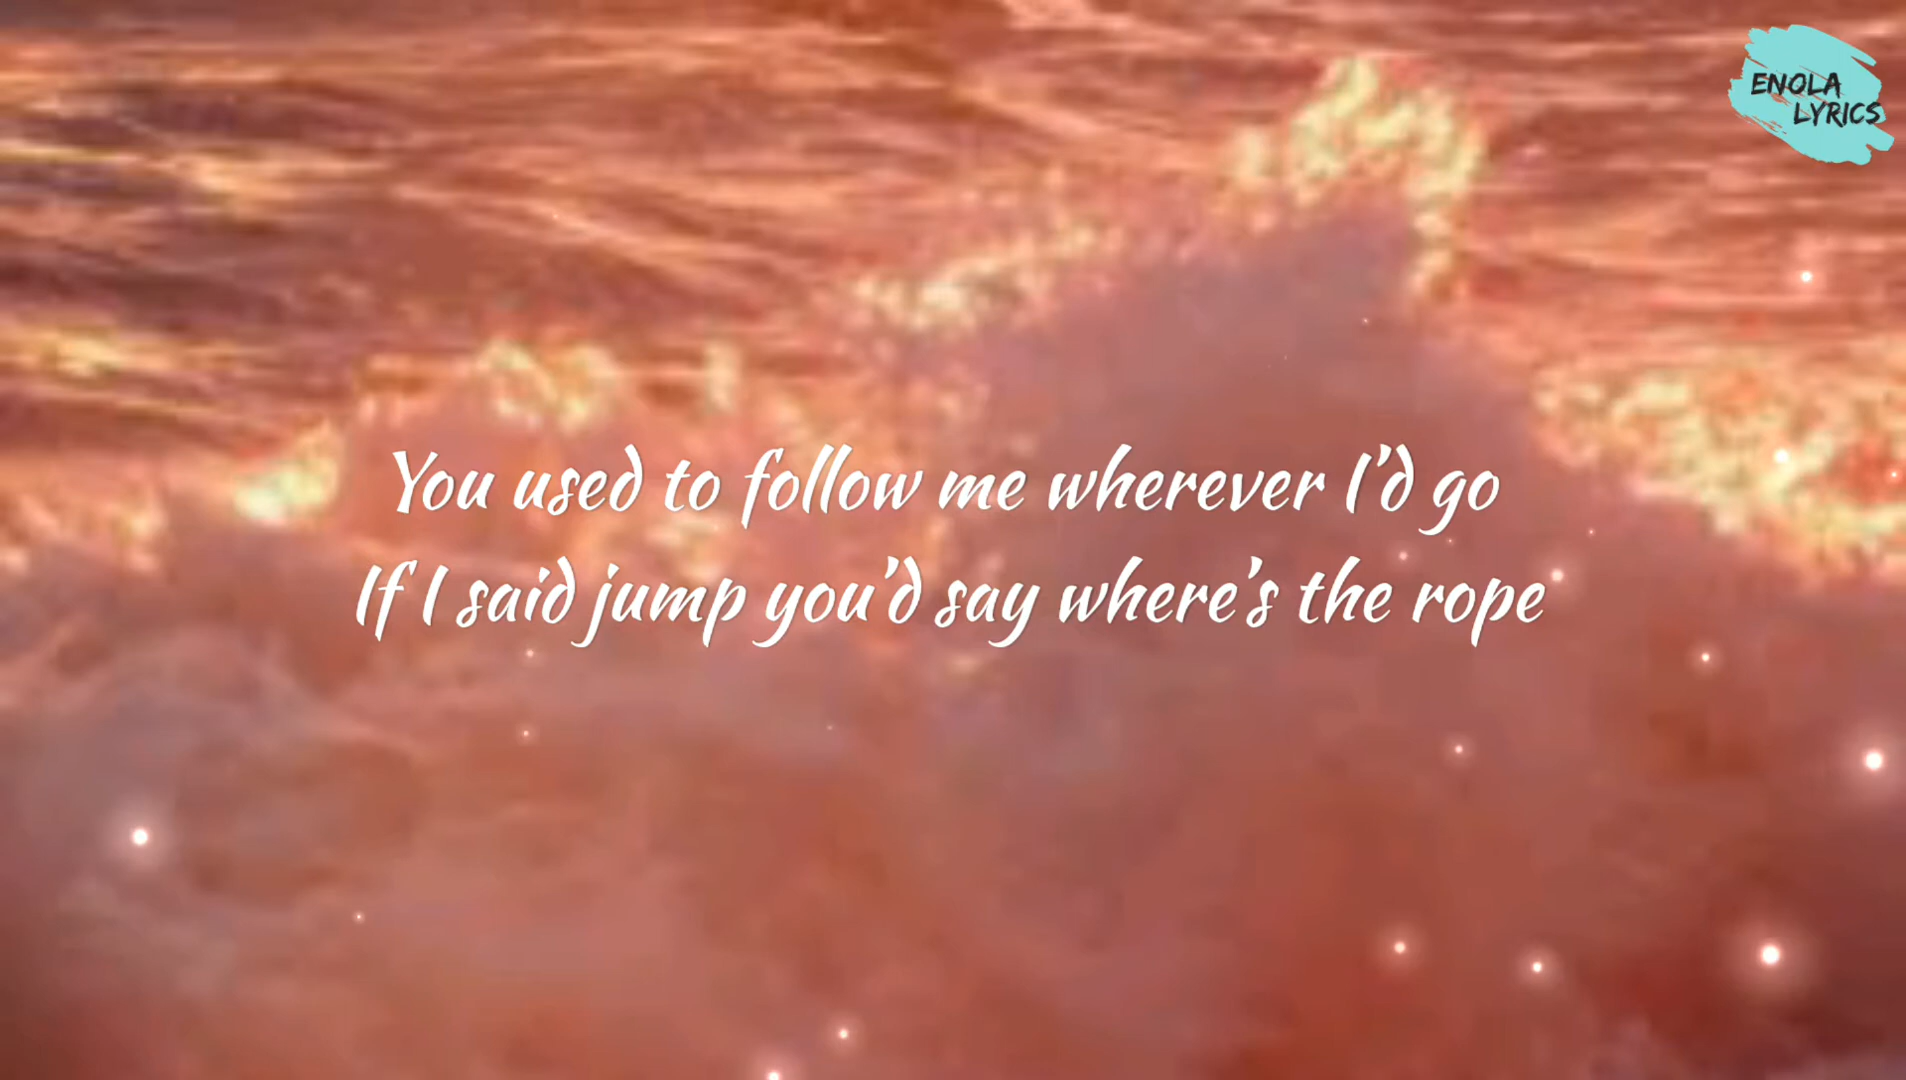 ENOLA
LYRICS
You used to follow me wherever I'd go
If I said jump you'd say where's the rope